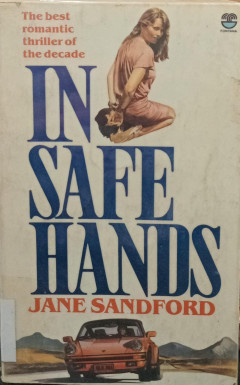 The best
romantic
thriller of
the decade
IN
SAFE
HANDS
JANE SANDFORD